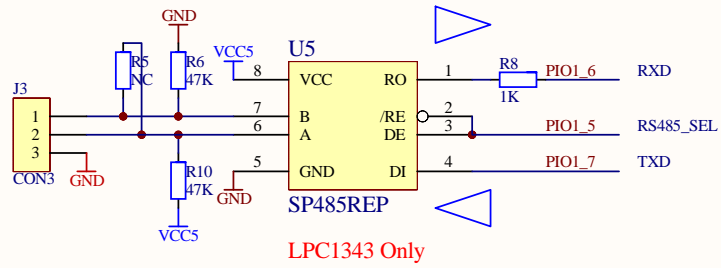 GND
U5
VCC5
R5
NC
R6
47K
8
VCC
RO
1
R8
1K
PIO1_6
RXD
J3
1
2
3
CON3
GND
7
B
/RE
2
6
A
DE
3
PIO1_5
RS485_SEL
R10
47K
5
GND
DI
4
PIO1_7
TXD
GND
VCC5
SP485REP
LPC1343 Only